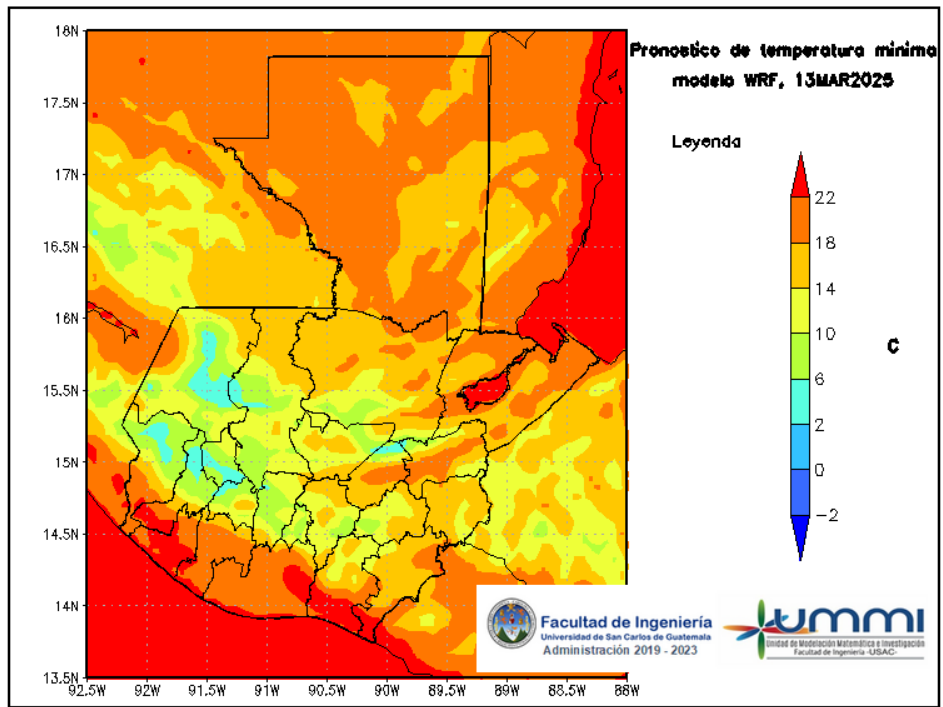 Pronostico de temperatura minima
modelo WRF, 13MAR2025
Leyenda
22
18
14
10
6
2
0
−2
C
18N
17.5N
17N
16.5N
16N
15.5N
15N
14.5N
14N
13.5N
92.5W
92W
91.5W
91W
90.5W
90W
89.5W
89W
88.5W
88W
Facultad de Ingeniería
Universidad de San Carlos de Guatemala
Administración 2019 - 2023
ummi
Unidad de Modelación Matemática e Investigación
Facultad de Ingeniería -USAC-